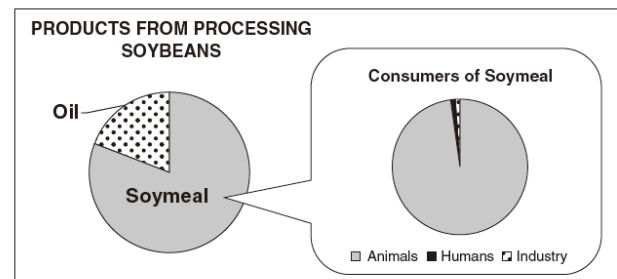 PRODUCTS FROM PROCESSING
SOYBEANS
Oil
Soymeal
Consumers of Soymeal
Animals Humans Industry